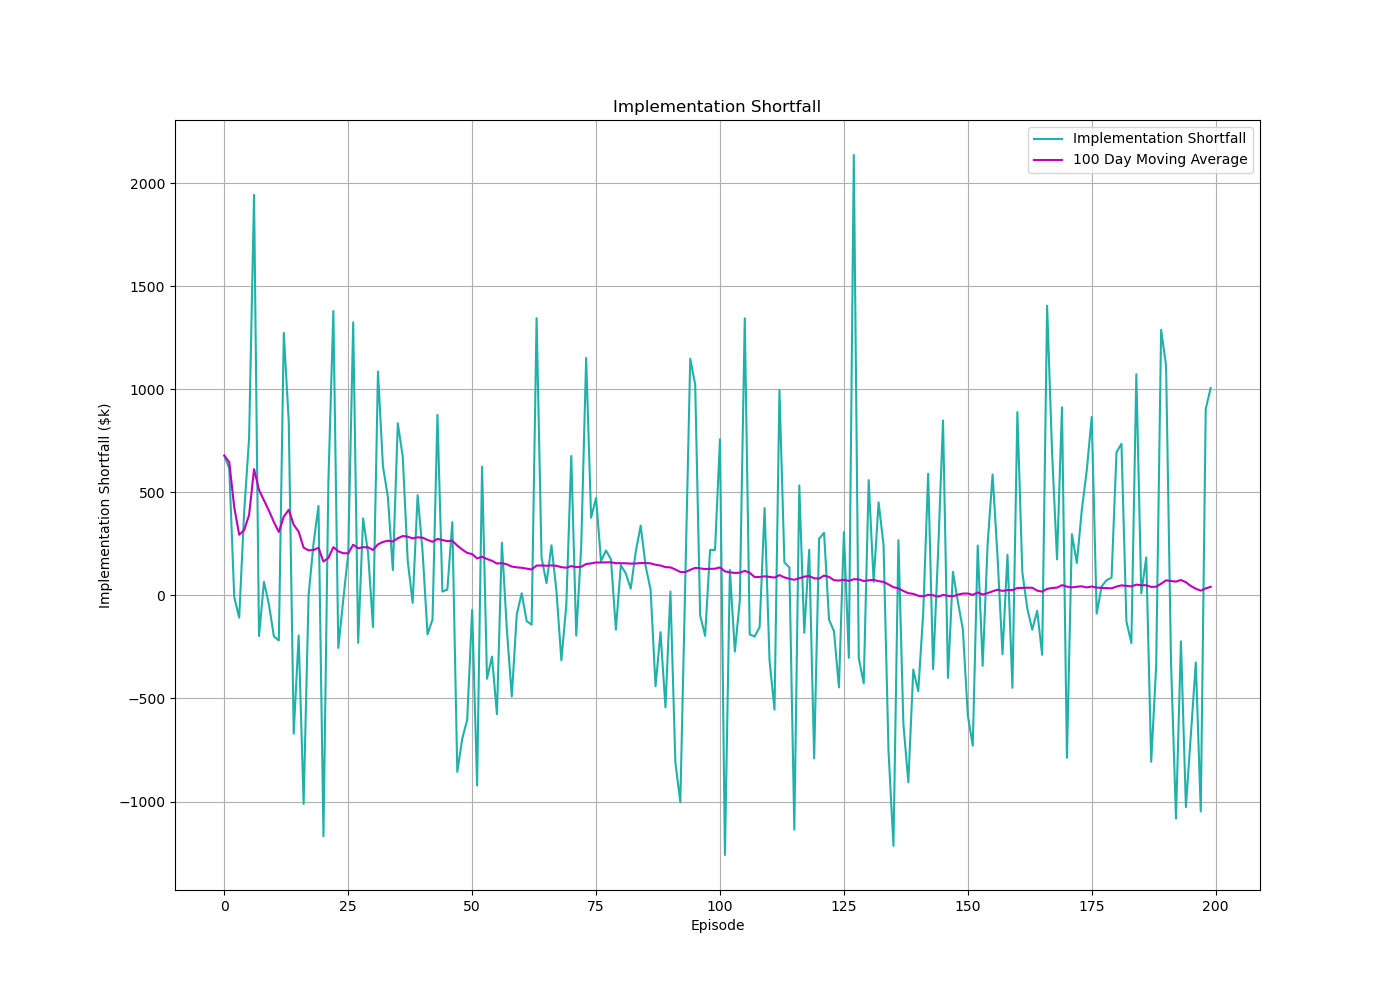 Implementation Shortfall
Implementation Shortfall
100 Day Moving Average
Implementation Shortfall ($k)
2000
1500
1000
500
0
−500
−1000
0 25 50 75 100 125 150 175 200
Episode